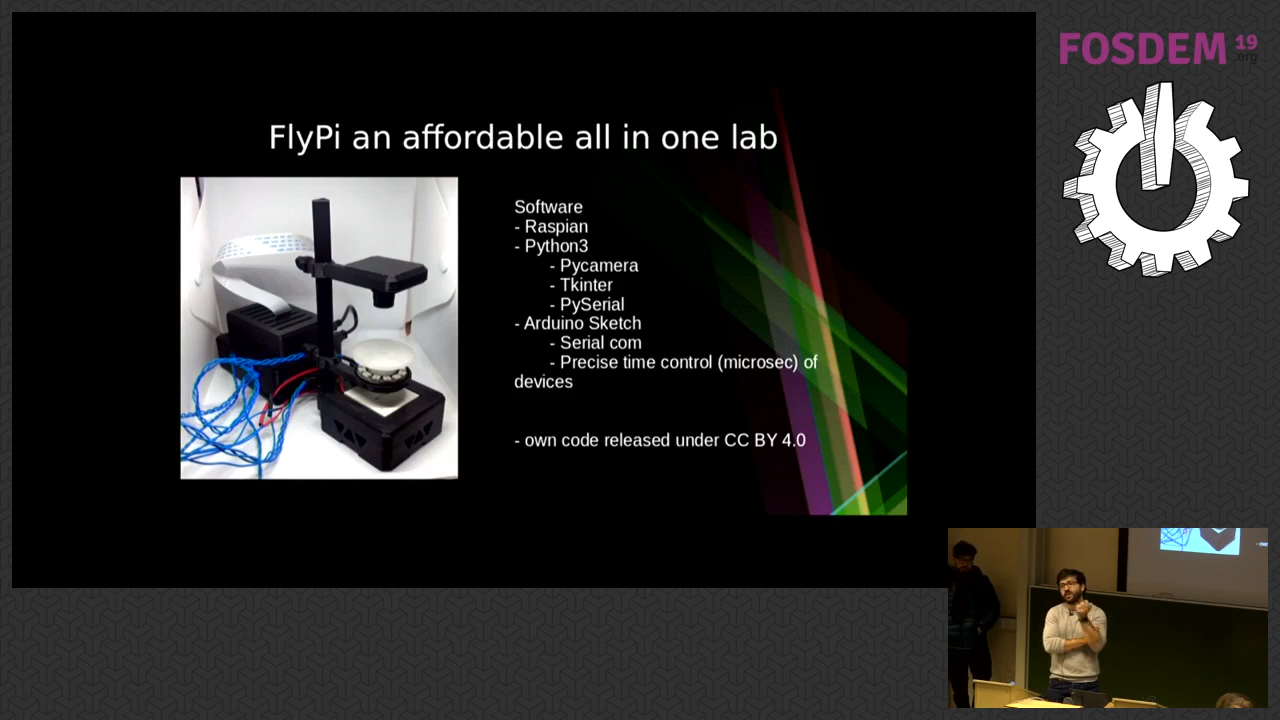 FOSDEM 19
.org
FlyPi an affordable all in one lab
Software
- Raspian
- Python3
- Pycamera
- Tkinter
- PySerial
- Arduino Sketch
- Serial com
- Precise time control (microsec) of
devices
- own code released under CC BY 4.0